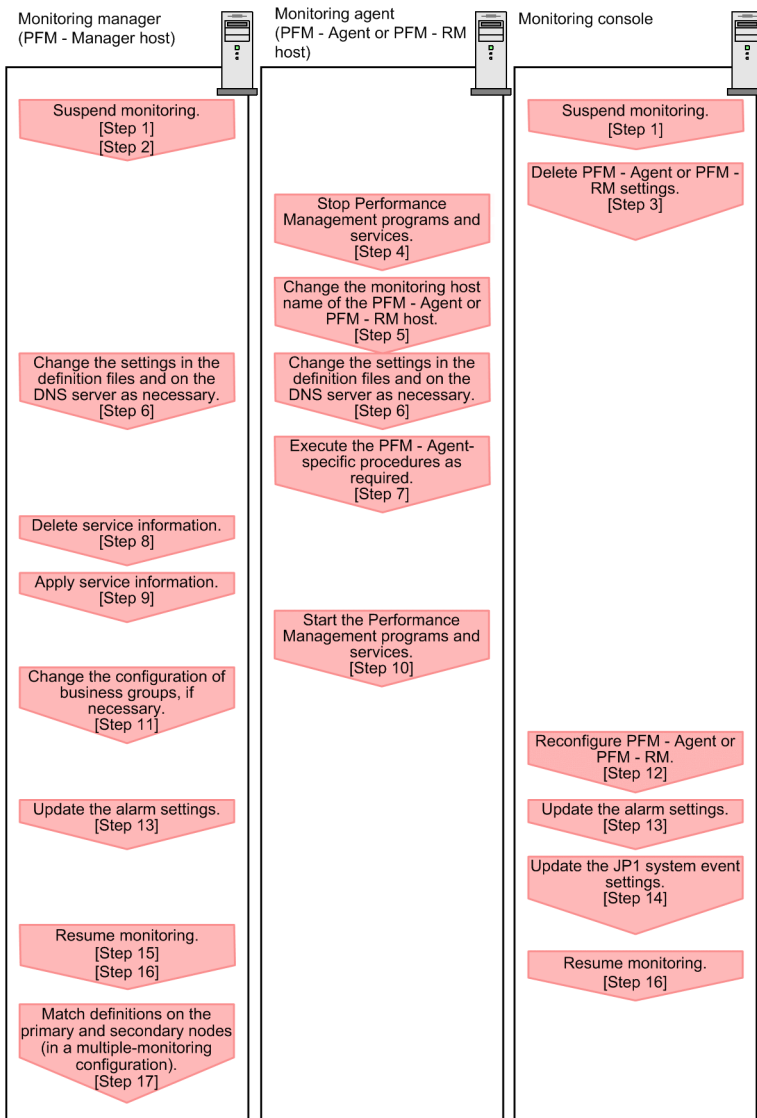 Monitoring manager
(PFM - Manager host)
Monitoring agent
(PFM - Agent or PFM - RM
host)
Monitoring console
Suspend monitoring.
[Step 1]
[Step 2]
Suspend monitoring.
[Step 1]
Delete PFM - Agent or PFM -
RM settings.
[Step 3]
Stop Performance
Management programs and
services.
[Step 4]
Change the monitoring host
name of the PFM - Agent or
PFM - RM host.
[Step 5]
Change the settings in the
definition files and on the
DNS server as necessary.
[Step 6]
Change the settings in the
definition files and on the
DNS server as necessary.
[Step 6]
Execute the PFM - Agent-
specific procedures as
required.
[Step 7]
Delete service information.
[Step 8]
Apply service information.
[Step 9]
Start the Performance
Management programs and
services.
[Step 10]
Change the configuration of
business groups, if
necessary.
[Step 11]
Reconfigure PFM - Agent or
PFM - RM.
[Step 12]
Update the alarm settings.
[Step 13]
Update the alarm settings.
[Step 13]
Update the JP1 system event
settings.
[Step 14]
Resume monitoring.
[Step 15]
[Step 16]
Resume monitoring.
[Step 16]
Match definitions on the
primary and secondary nodes
(in a multiple-monitoring
configuration).
[Step 17]